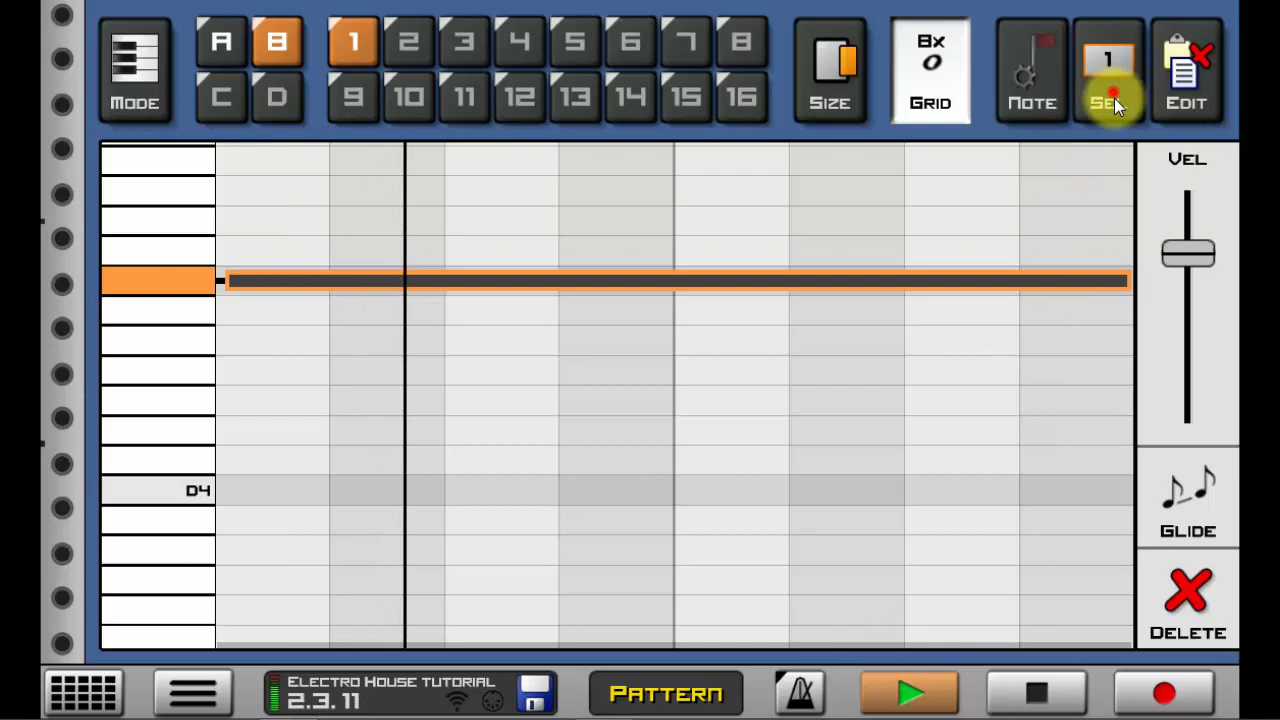 MODE
A B
C D
1 2 3 4 5 6 7 8
9 10 11 12 13 14 15 16
SIZE
8x
GRID
NOTE
1
EDIT
VEL
D4
GLIDE
DELETE
ELECTRO HOUSE TUTORIAL
2.3.11
PATTERN